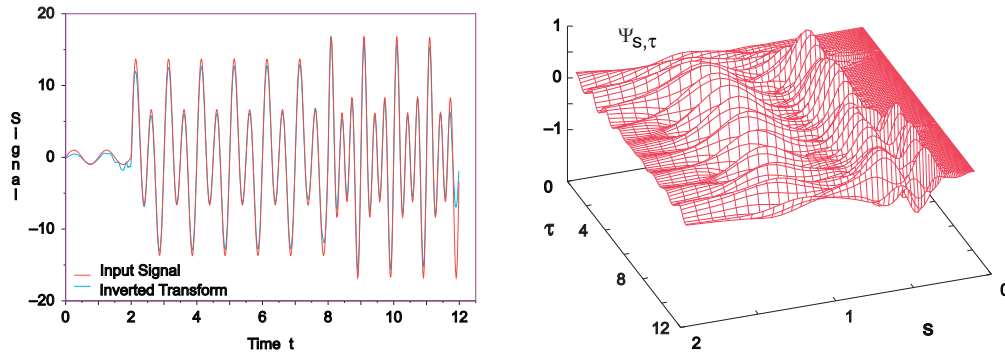 20
10
0
–10
–20
Signal
Input Signal
Inverted Transform
0 2 4 6 8 10 12
Time t
1
0
–1
Ψs,τ
0
4
8
12
τ
2
1
0
s